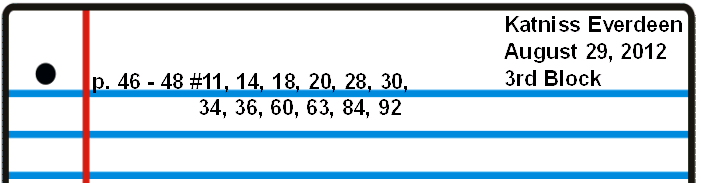 Katniss Everdeen
August 29, 2012
3rd Block
p. 46 - 48 #11, 14, 18, 20, 28, 30,
34, 36, 60, 63, 84, 92